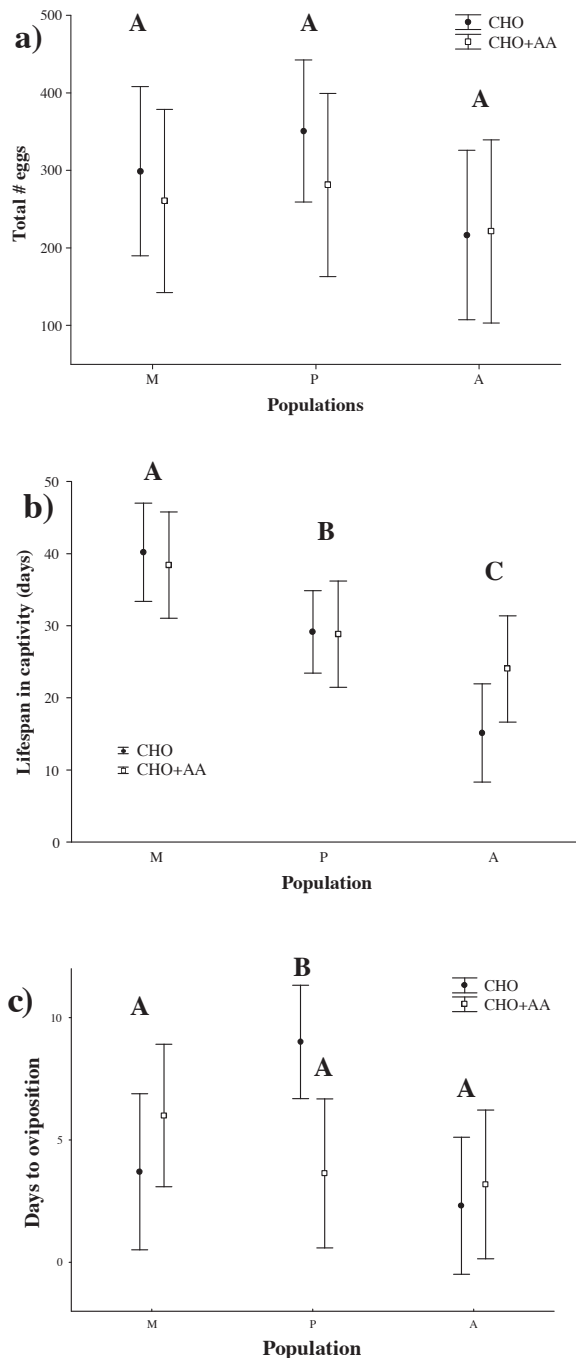 a)
A A A
CHO
CHO+AA
500
400
300
200
100
Total # eggs
M P A
Populations
b)
A
B
C
50
40
30
20
10
0
Lifespan in captivity (days)
CHO
CHO+AA
M P A
Population
c)
A
B
A
A
CHO
CHO+AA
10
5
0
Days to oviposition
M P A
Population